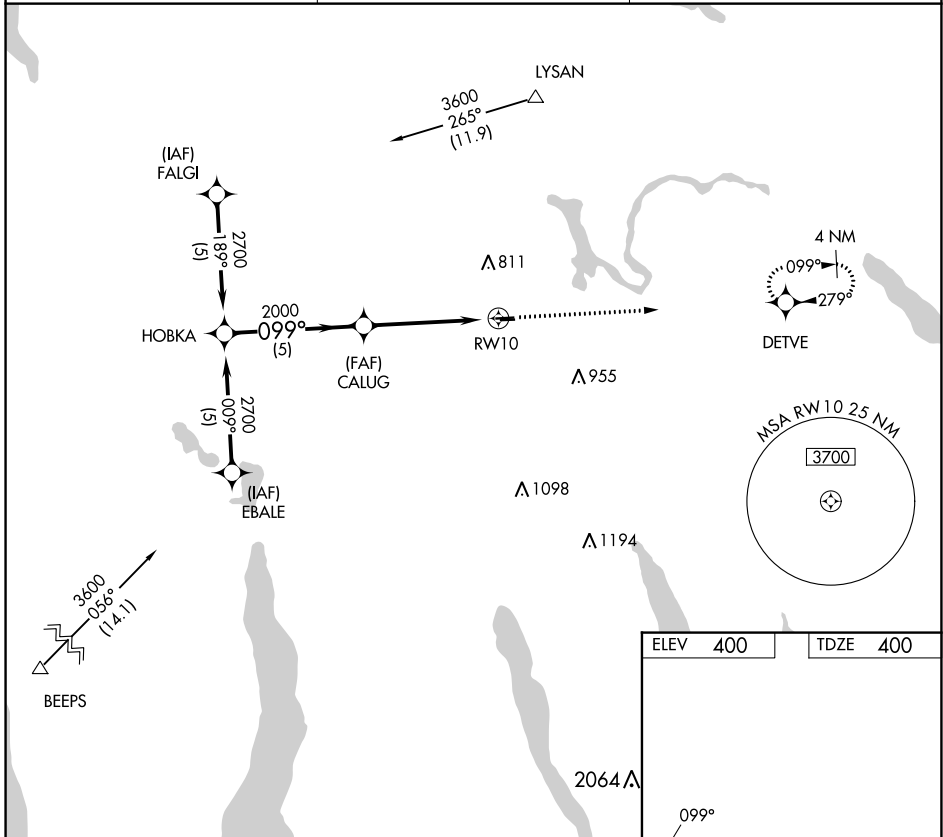 LYSAN
3600
265°
(11.9)
(IAF)
FALGI
2700
189°
(5)
4 NM
099°
279°
DETVE
811
HOBKA
2000
099°
(5)
(FAF)
CALUG
RW10
955
2700
009°
(5)
(IAF)
EBALE
MSA RW10 25 NM
3700
1098
1194
3600
056°
(14.1)
BEEPS
ELEV 400
TDZE 400
2064
099°